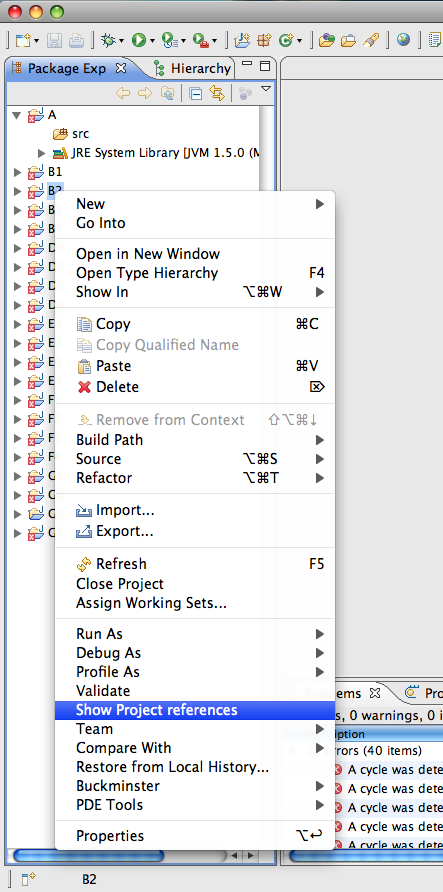 Package Exp
Hierarchy
A
src
JRE System Library [JVM 1.5.0 (M
B1
B2
B
B
D
D
D
D
E
E
E
E
F
F
F
F
G
G
G
G
New
Go Into
Open in New Window
Open Type Hierarchy F4
Show In ⌥⌘W
Copy ⌘C
Copy Qualified Name
Paste ⌘V
Delete ⌦
Remove from Context ⇧⌥⌘↓
Build Path
Source ⌥⌘S
Refactor ⌥⌘T
Import...
Export...
Refresh F5
Close Project
Assign Working Sets...
Run As
Debug As
Profile As
Validate
Show Project references
Team
Compare With
Restore from Local History...
Buckminster
PDE Tools
Properties ⌥↩
ems
Pro
s, 0 warnings, 0 i
iption
rrors (40 items)
A cycle was dete
A cycle was dete
A cycle was dete
A cycle was dete
A cycle was dete
B2